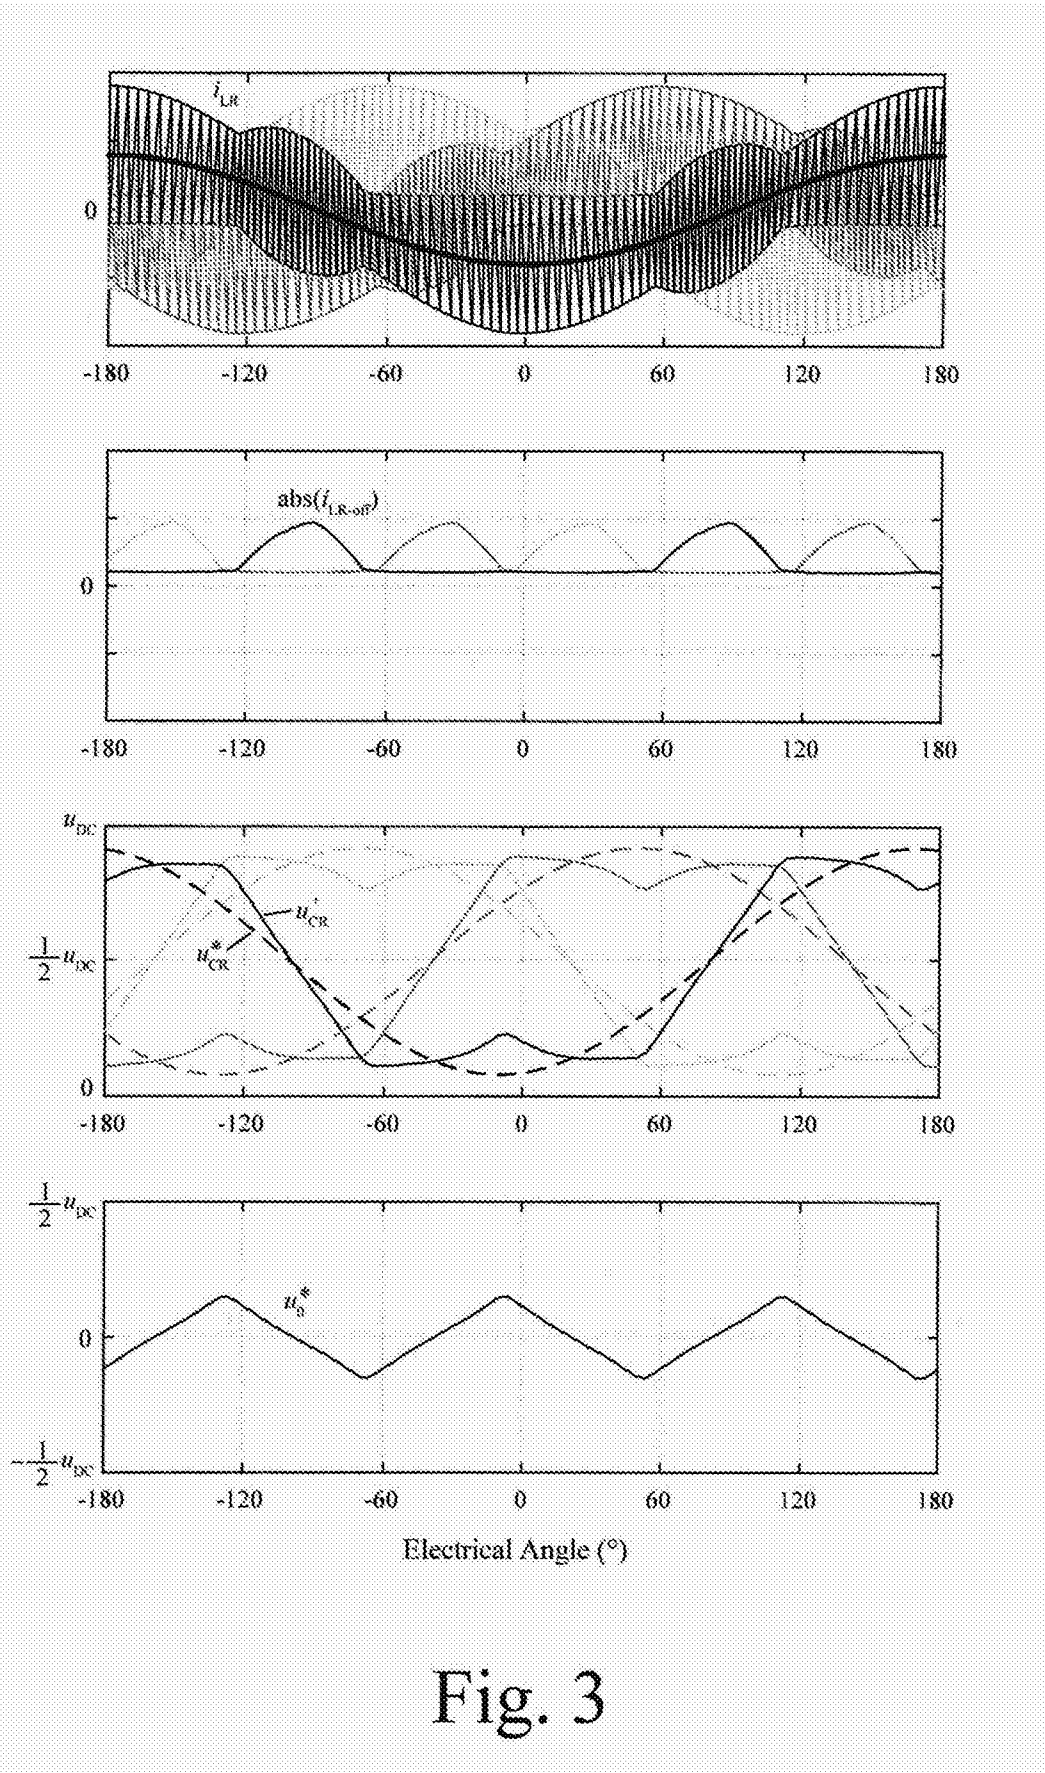 i_LR
0
-180 -120 -60 0 60 120 180
abs(i_LR-off)
0
-180 -120 -60 0 60 120 180
u_DC
u'_CR
u*_CR
1/2 u_DC
0
-180 -120 -60 0 60 120 180
1/2 u_DC
u_0*
0
-1/2 u_DC
-180 -120 -60 0 60 120 180
Electrical Angle (°)
Fig. 3